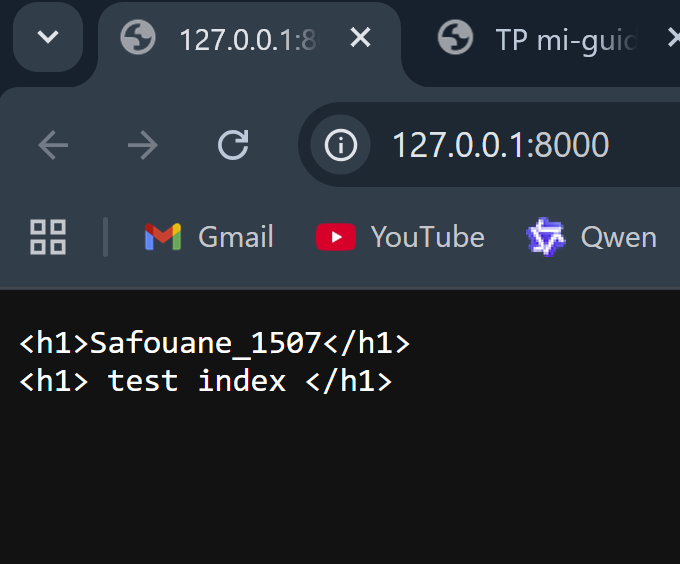 127.0.0.1:8
TP mi-guid
127.0.0.1:8000
Gmail
YouTube
Qwen
<h1>Safouane_1507</h1>
<h1> test index </h1>